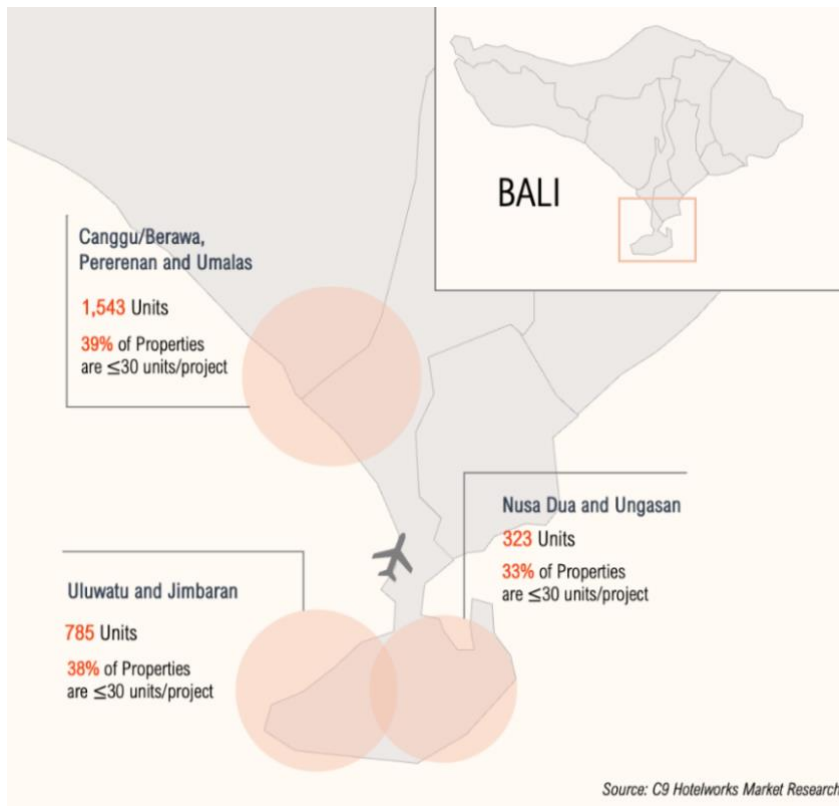 BALI
Canggu/Berawa,
Pererenan and Umalas
1,543 Units
39% of Properties
are ≤30 units/project
Nusa Dua and Ungasan
323 Units
33% of Properties
are ≤30 units/project
Uluwatu and Jimbaran
785 Units
38% of Properties
are ≤30 units/project
Source: C9 Hotelworks Market Research